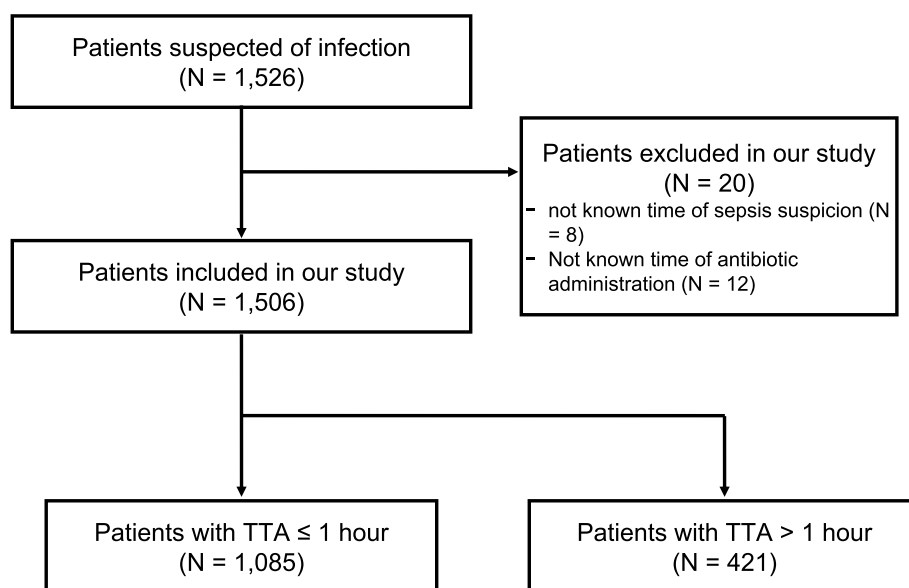 Patients suspected of infection
(N = 1,526)
Patients excluded in our study
(N = 20)
- not known time of sepsis suspicion (N
= 8)
- Not known time of antibiotic
administration (N = 12)
Patients included in our study
(N = 1,506)
Patients with TTA ≤ 1 hour
(N = 1,085)
Patients with TTA > 1 hour
(N = 421)